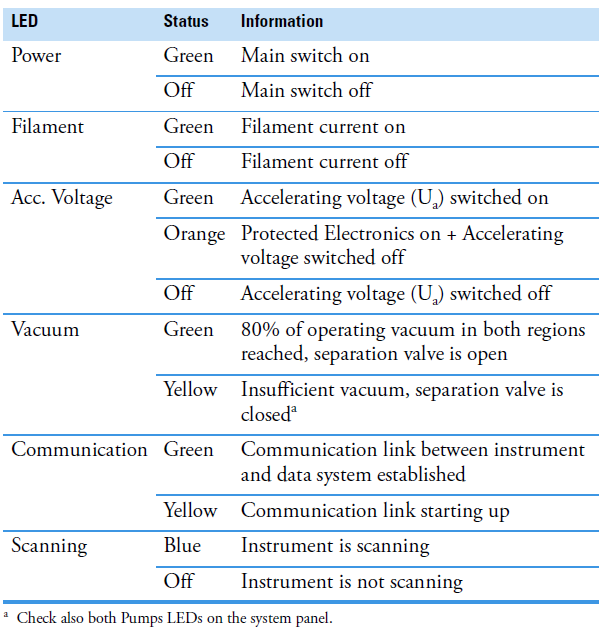 LED Status Information
Power Green Main switch on
Off Main switch off
Filament Green Filament current on
Off Filament current off
Acc. Voltage Green Accelerating voltage (Ua) switched on
Orange Protected Electronics on + Accelerating
voltage switched off
Off Accelerating voltage (Ua) switched off
Vacuum Green 80% of operating vacuum in both regions
reached, separation valve is open
Yellow Insufficient vacuum, separation valve is
closeda
Communication Green Communication link between instrument
and data system established
Yellow Communication link starting up
Scanning Blue Instrument is scanning
Off Instrument is not scanning
a Check also both Pumps LEDs on the system panel.